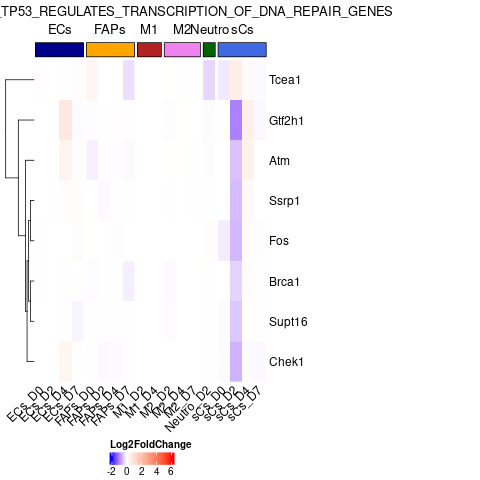 _TP53_REGULATES_TRANSCRIPTION_OF_DNA_REPAIR_GENES
ECs FAPs M1 M2 Neutro sCs
Tcea1
Gtf2h1
Atm
Ssrp1
Fos
Brca1
Supt16
Chek1
ECs_D0 ECs_D2 ECs_D4 ECs_D7 FAPs_D0 FAPs_D2 FAPs_D4 FAPs_D7 M1_D2 M1_D4 M2_D2 M2_D4 M2_D7 Neutro_D2 sCs_D0 sCs_D2 sCs_D4 sCs_D7
Log2FoldChange
-2 0 2 4 6